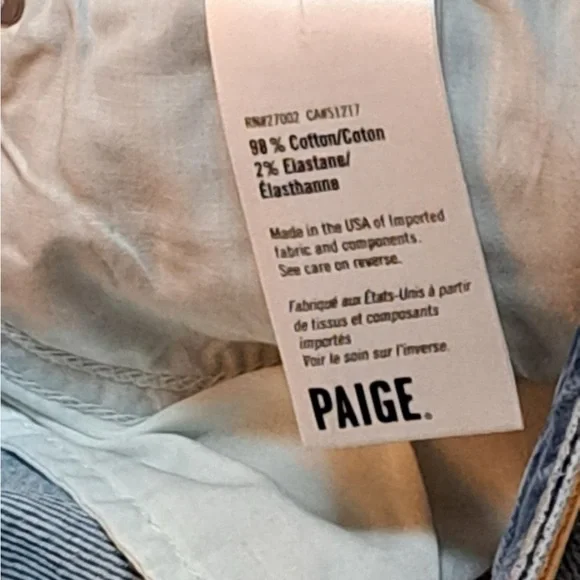 RN#27002 CA#51217
98 % Cotton/Coton
2% Elastane/
Élasthanne
Made in the USA of Imported
fabric and components.
See care on reverse.
Fabriqué aux États-Unis à partir
de tissus et composants
importés
Voir le soin sur l'inverse.
PAIGE.